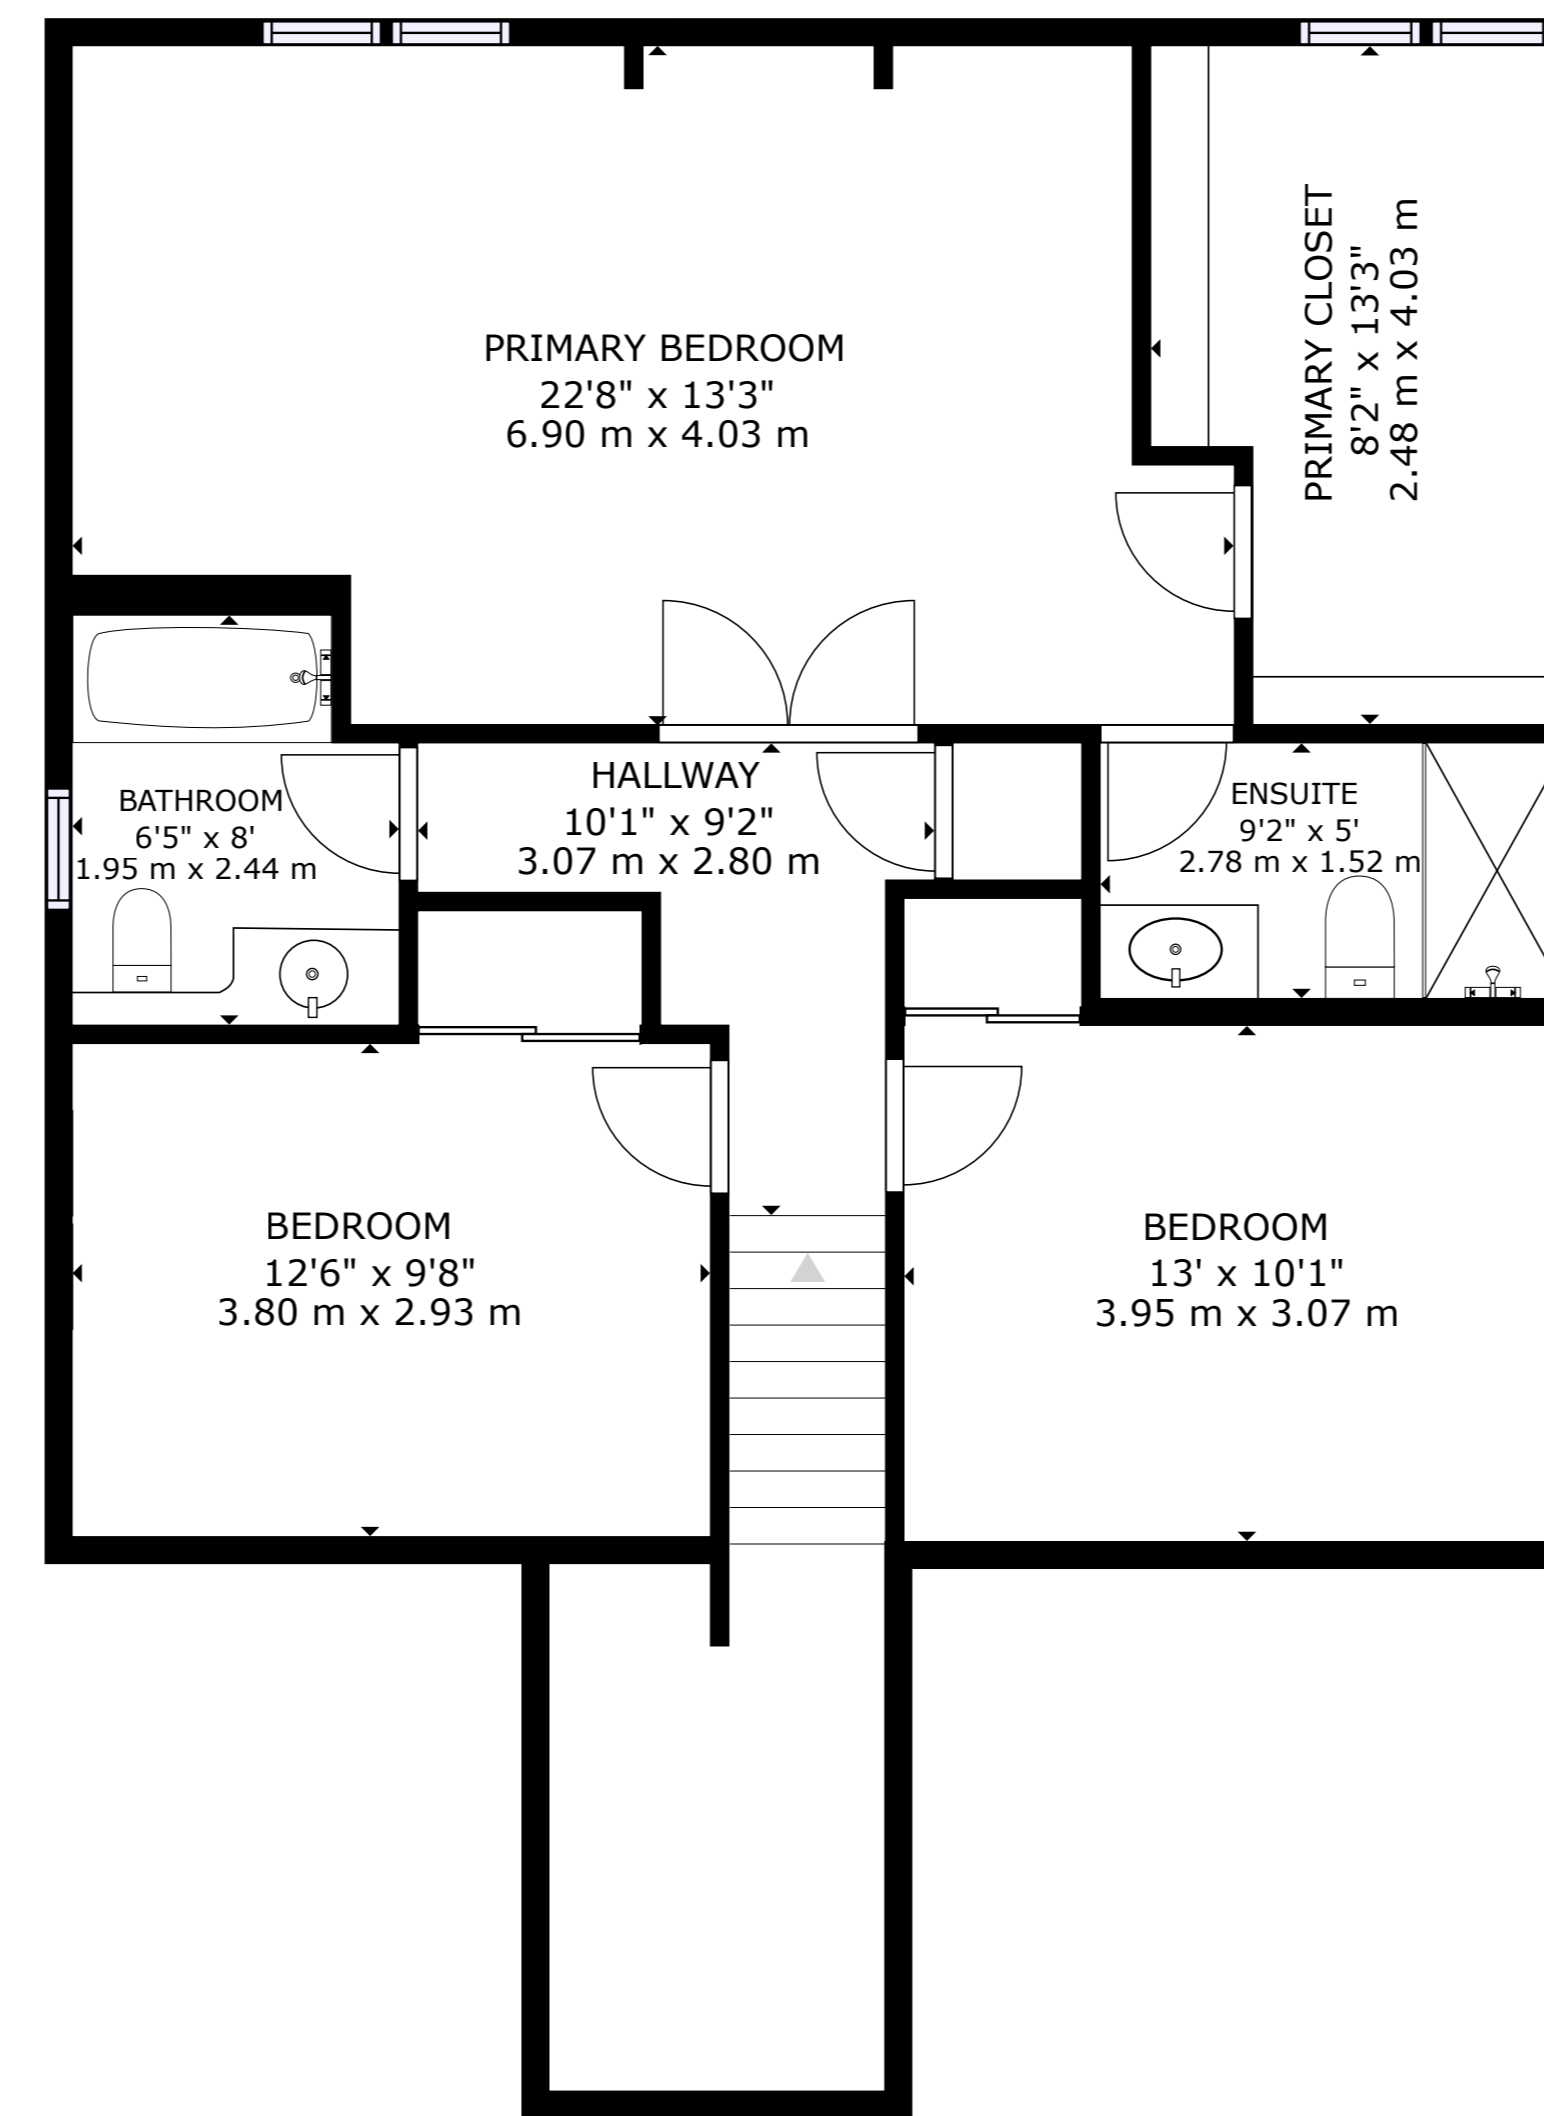 PRIMARY BEDROOM
22'8" x 13'3"
6.90 m x 4.03 m
PRIMARY CLOSET
8'2" x 13'3"
2.48 m x 4.03 m
BATHROOM
6'5" x 8'
1.95 m x 2.44 m
HALLWAY
10'1" x 9'2"
3.07 m x 2.80 m
ENSUITE
9'2" x 5'
2.78 m x 1.52 m
BEDROOM
12'6" x 9'8"
3.80 m x 2.93 m
BEDROOM
13' x 10'1"
3.95 m x 3.07 m